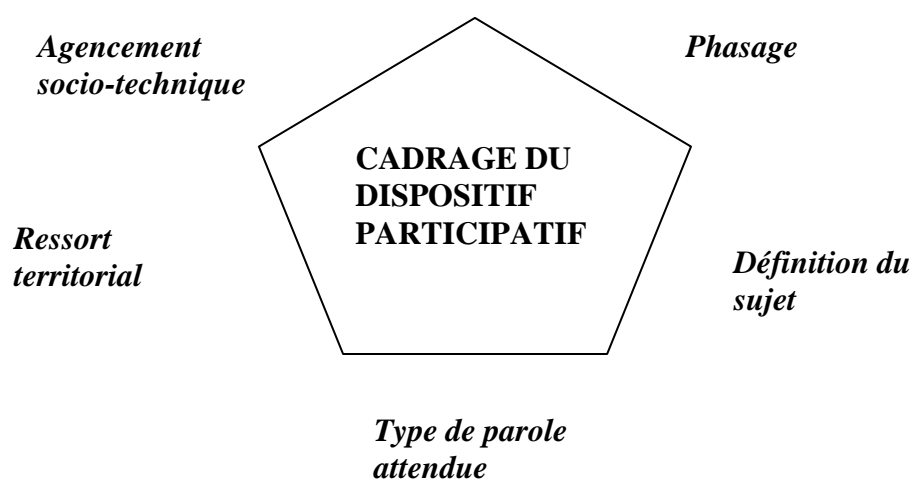 Agencement
socio-technique
Phasage
CADRAGE DU
DISPOSITIF
PARTICIPATIF
Ressort
territorial
Définition du
sujet
Type de parole
attendue